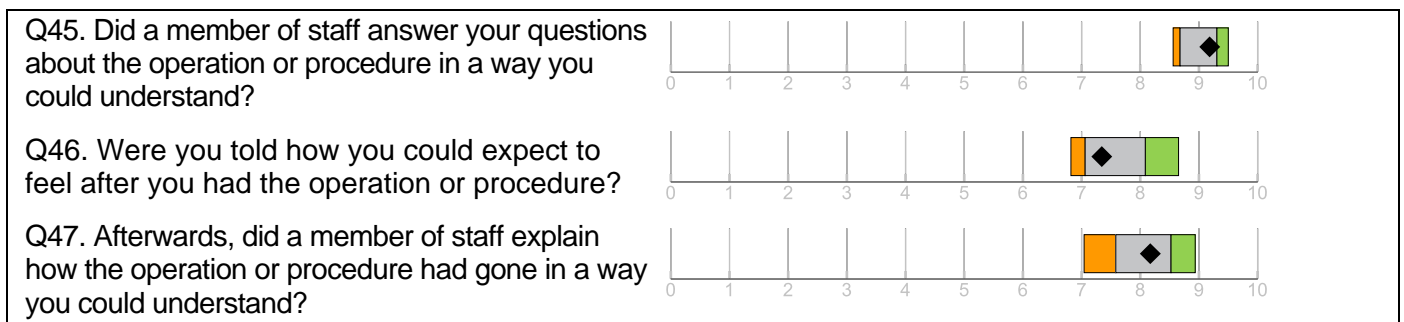 Q45. Did a member of staff answer your questions
about the operation or procedure in a way you
could understand?
0 1 2 3 4 5 6 7 8 9 10
Q46. Were you told how you could expect to
feel after you had the operation or procedure?
0 1 2 3 4 5 6 7 8 9 10
Q47. Afterwards, did a member of staff explain
how the operation or procedure had gone in a way
you could understand?
0 1 2 3 4 5 6 7 8 9 10